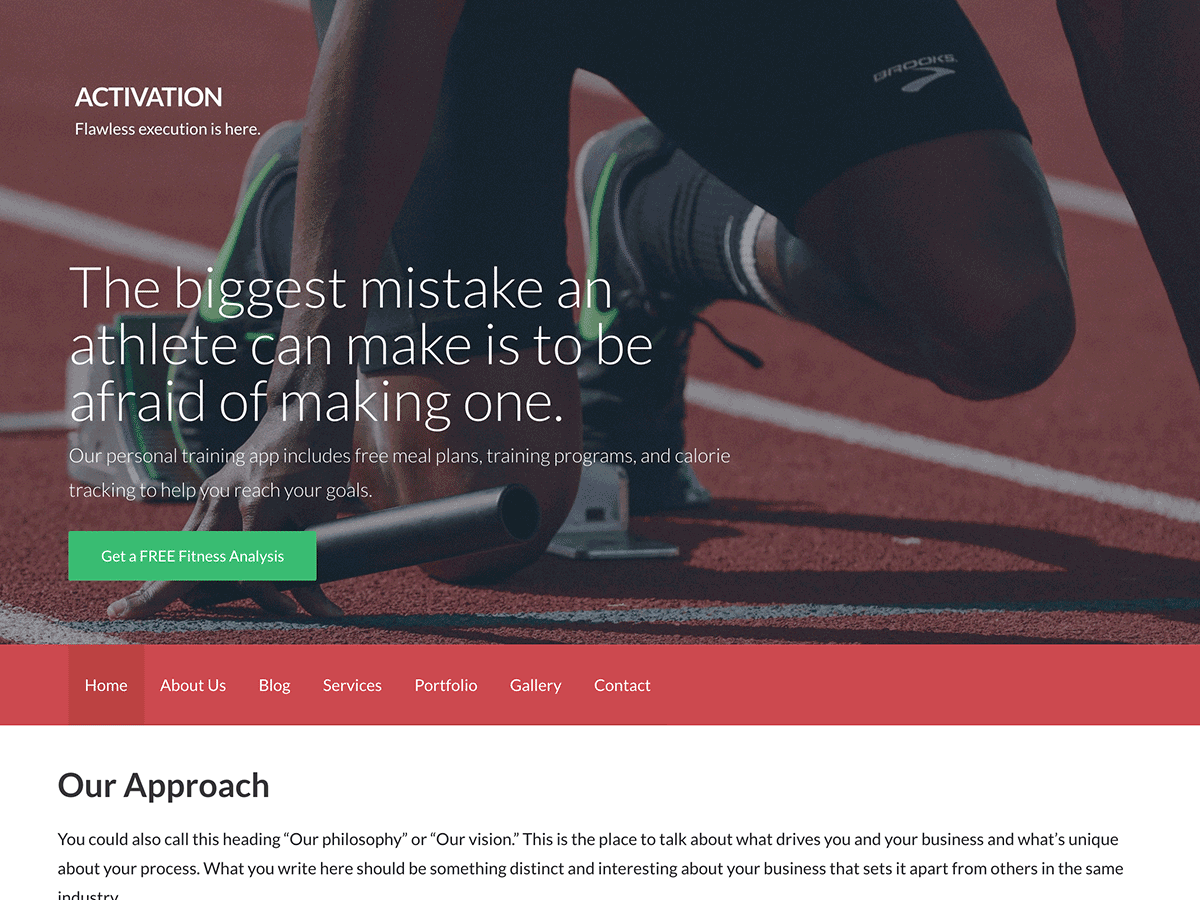 BROOKS
ACTIVATION
Flawless execution is here.
The biggest mistake an
athlete can make is to be
afraid of making one.
Our personal training app includes free meal plans, training programs, and calorie
tracking to help you reach your goals.
Get a FREE Fitness Analysis
Home About Us Blog Services Portfolio Gallery Contact
Our Approach
You could also call this heading “Our philosophy” or “Our vision.” This is the place to talk about what drives you and your business and what’s unique
about your process. What you write here should be something distinct and interesting about your business that sets it apart from others in the same
industry.